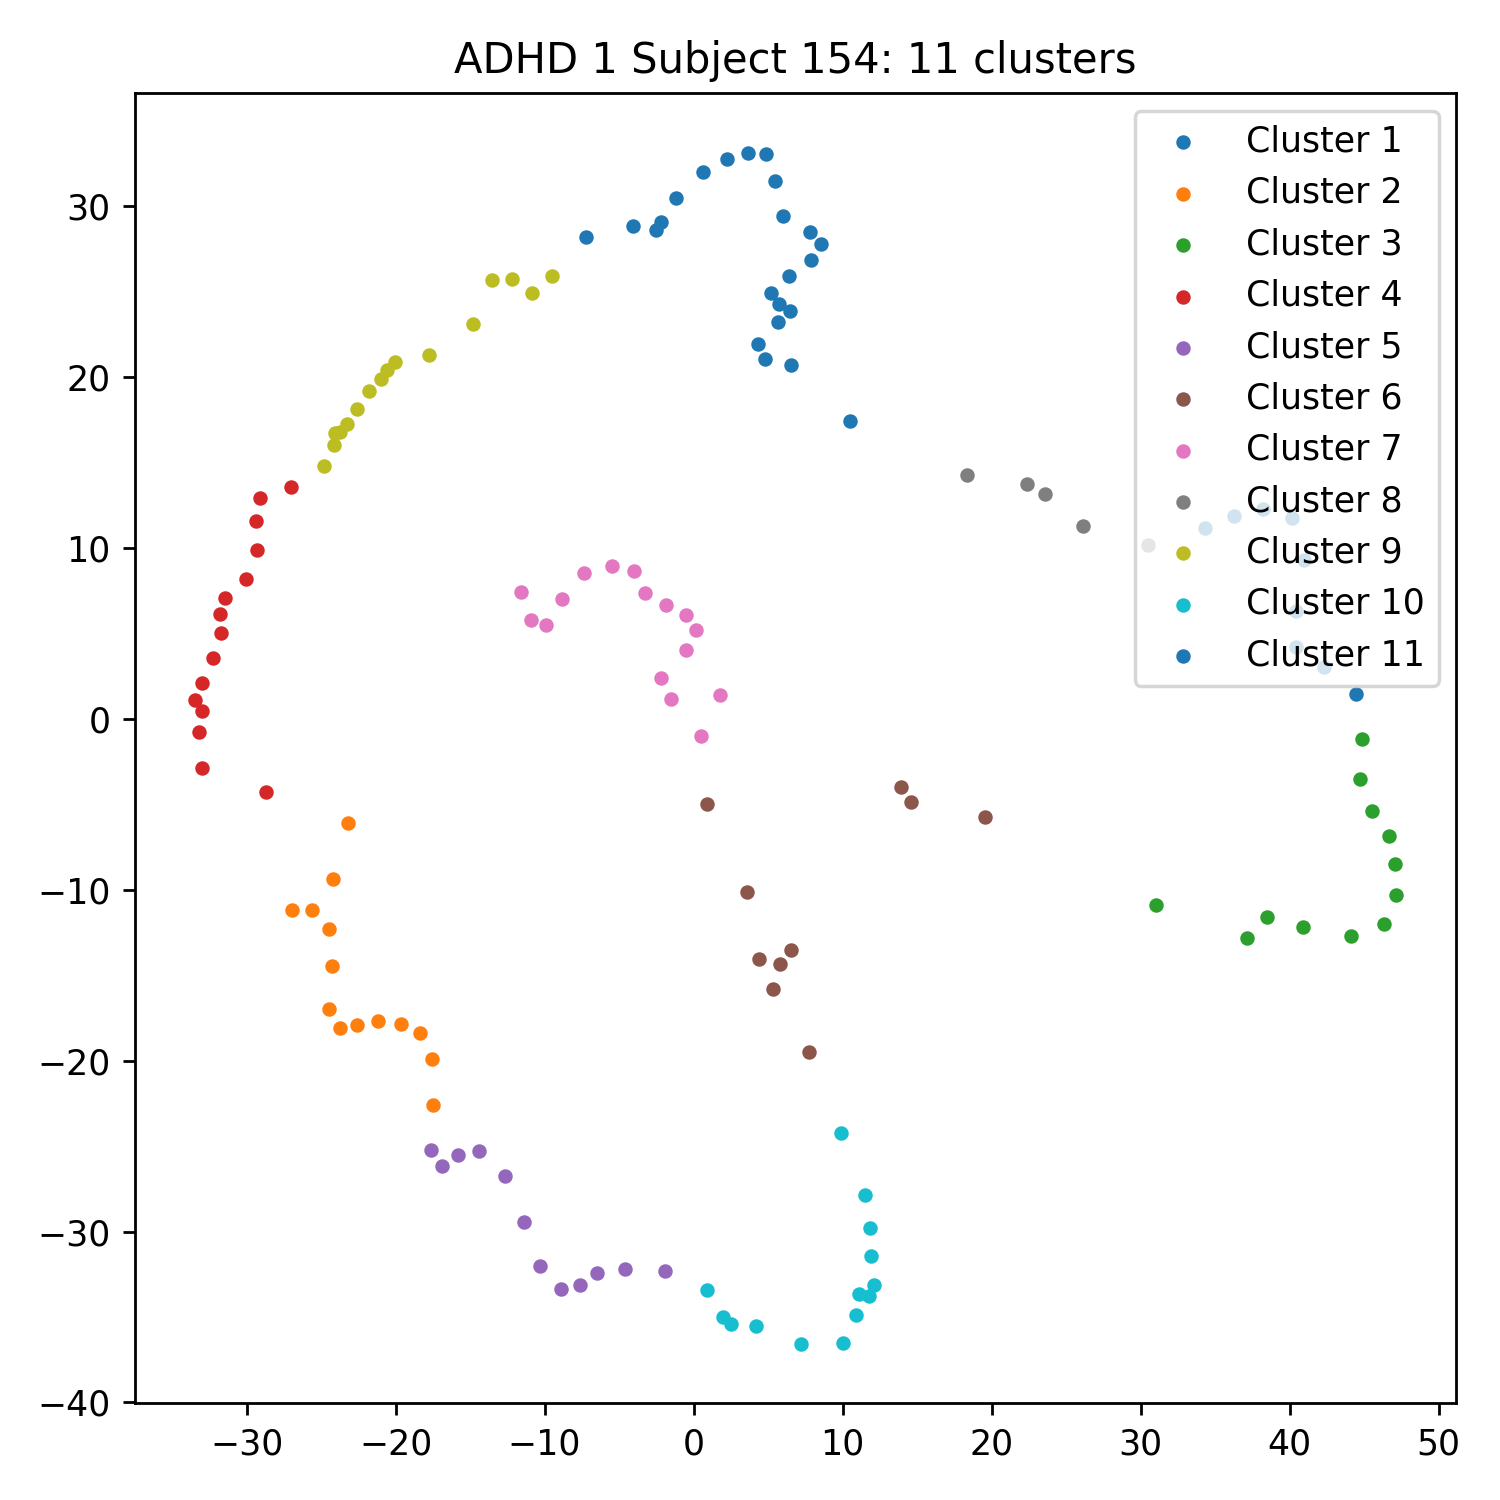 ADHD 1 Subject 154: 11 clusters
Cluster 1
Cluster 2
Cluster 3
Cluster 4
Cluster 5
Cluster 6
Cluster 7
Cluster 8
Cluster 9
Cluster 10
Cluster 11
30
20
10
0
−10
−20
−30
−40
−30 −20 −10 0 10 20 30 40 50